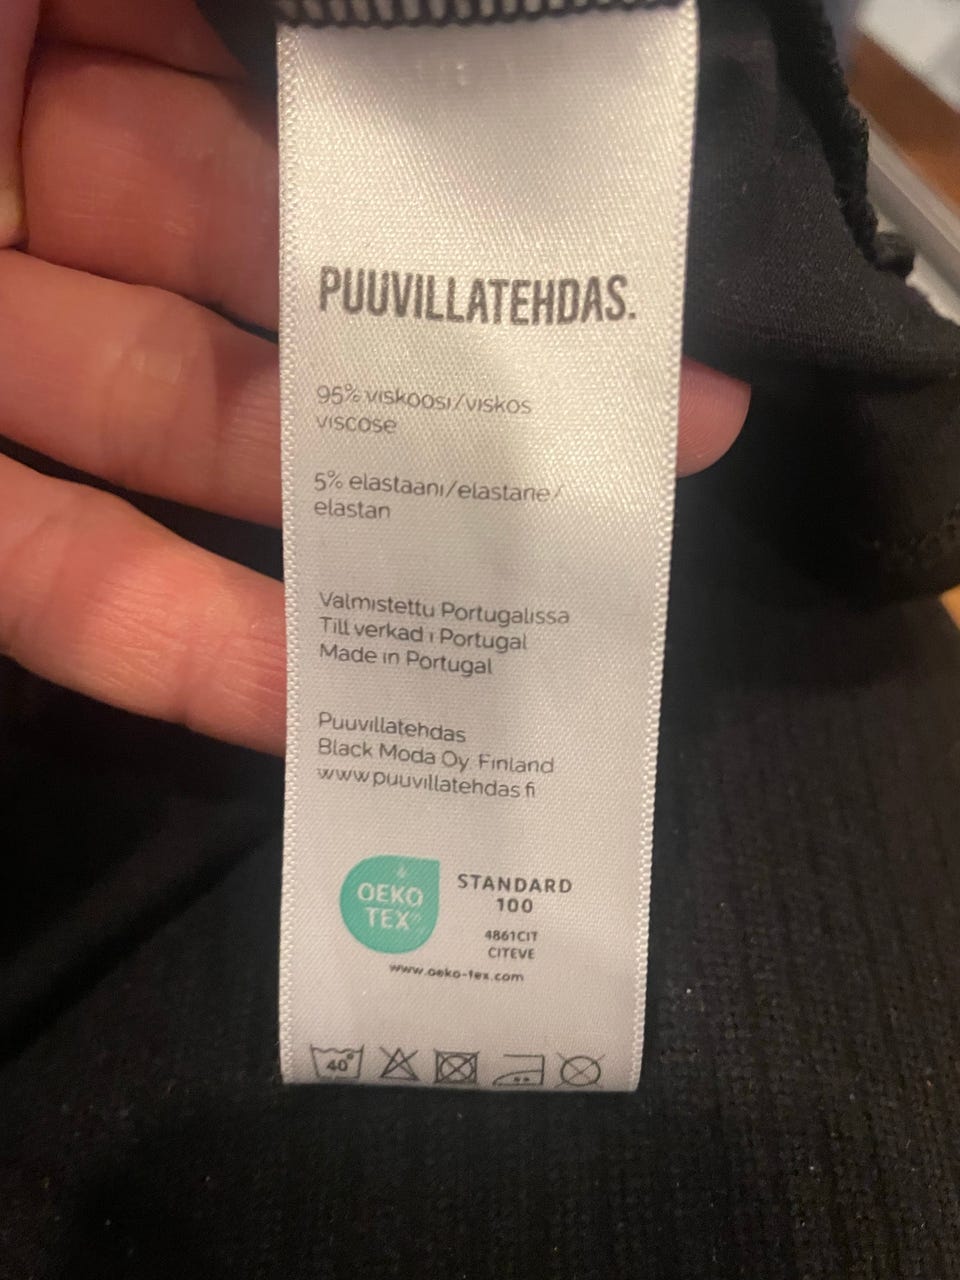 PUUVILLATEHDAS.
95% viskoosi/viskos
viscose
5% elastaani/elastane/
elastan
Valmistettu Portugalissa
Till verkad i Portugal
Made in Portugal
Puuvillatehdas
Black Moda Oy. Finland
www.puuvillatehdas.fi
OEKO
TEX®
STANDARD
100
4861CIT
CITEVE
www.oeko-tex.com
40°